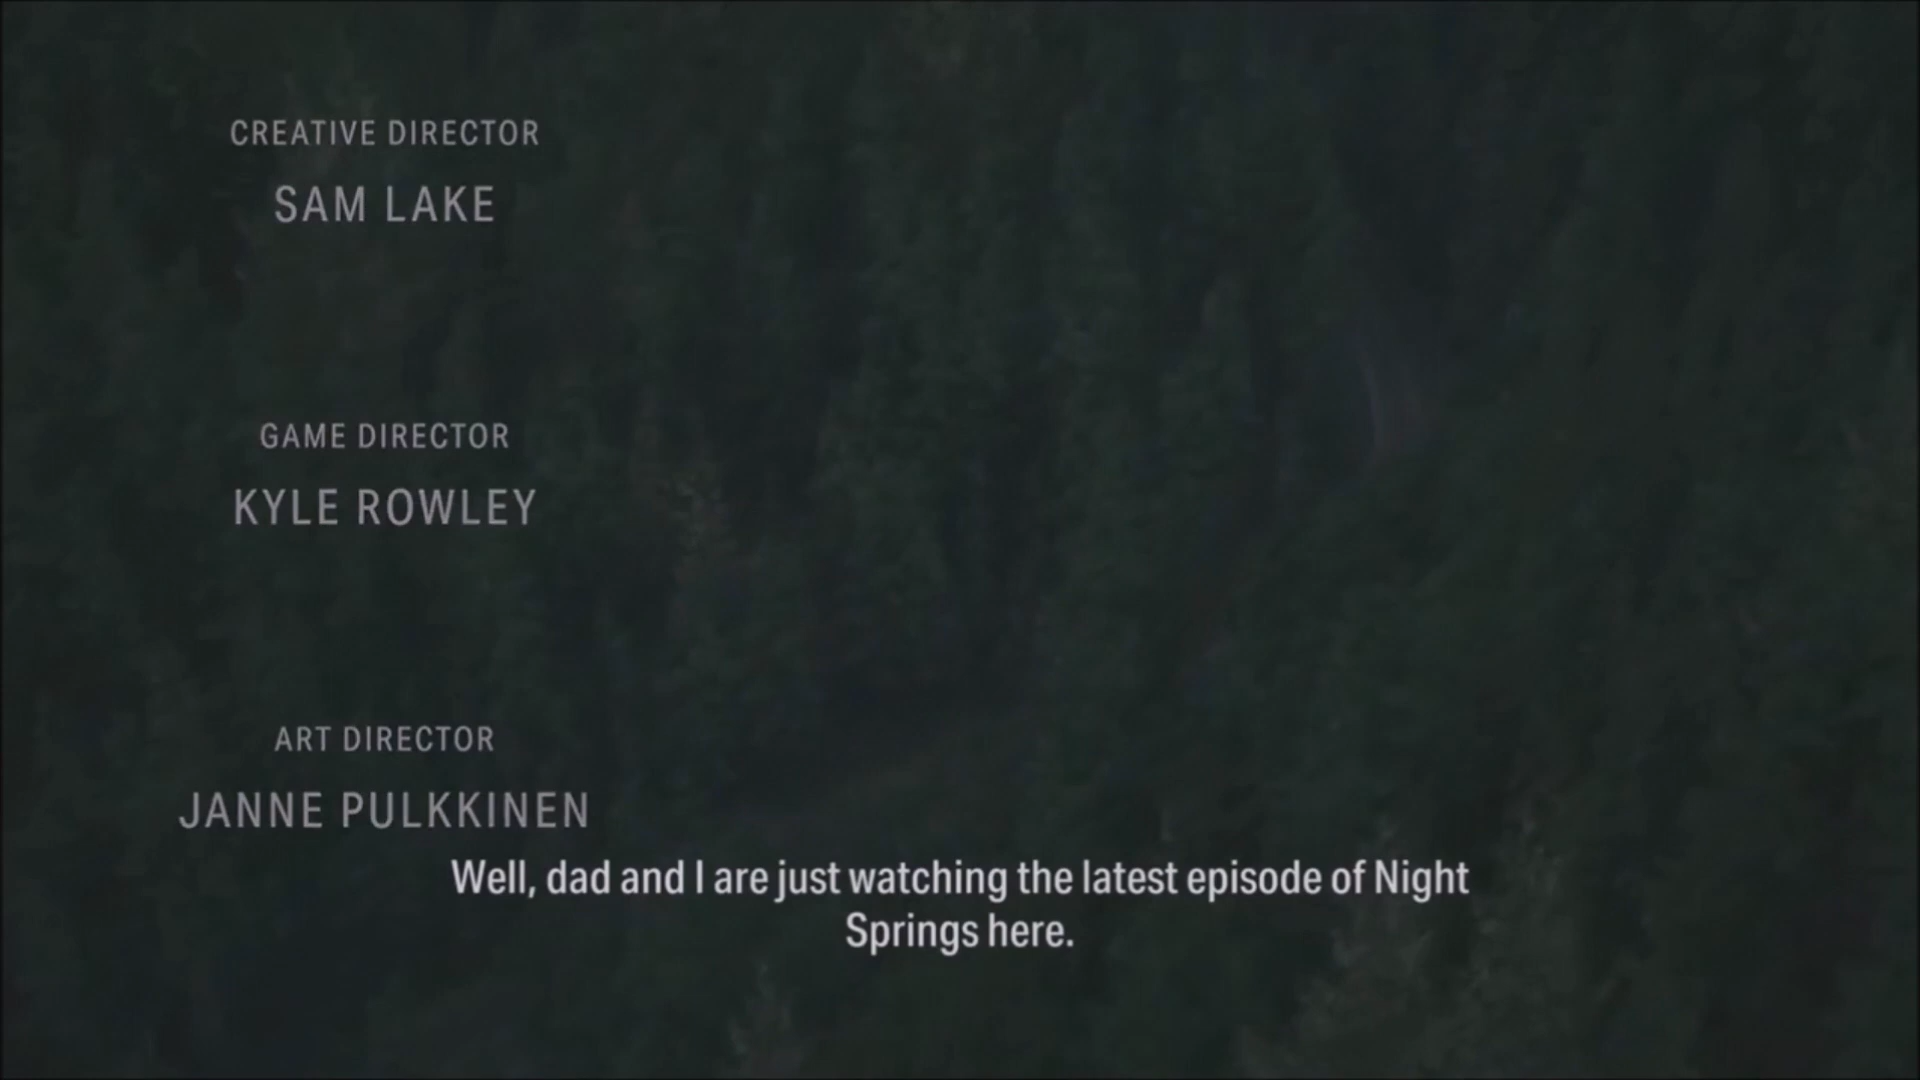 CREATIVE DIRECTOR
SAM LAKE
GAME DIRECTOR
KYLE ROWLEY
ART DIRECTOR
JANNE PULKKINEN
Well, dad and I are just watching the latest episode of Night
Springs here.